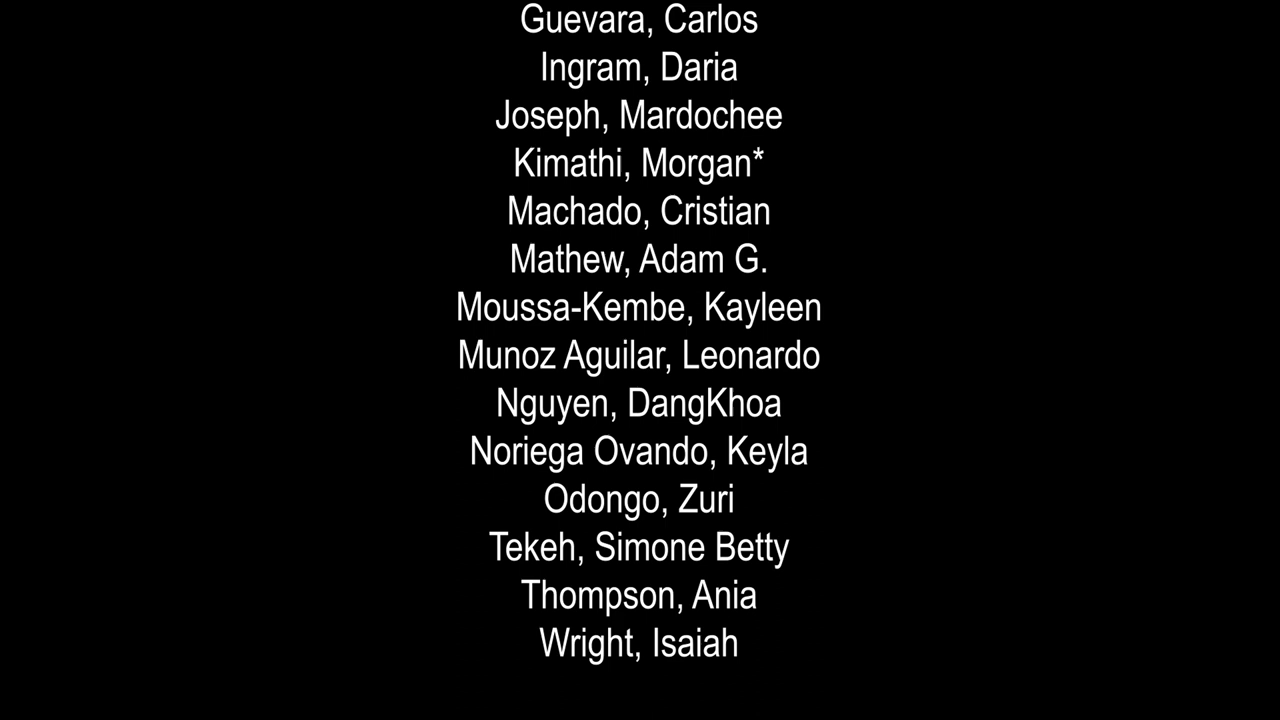 Guevara, Carlos
Ingram, Daria
Joseph, Mardochee
Kimathi, Morgan*
Machado, Cristian
Mathew, Adam G.
Moussa-Kembe, Kayleen
Munoz Aguilar, Leonardo
Nguyen, DangKhoa
Noriega Ovando, Keyla
Odongo, Zuri
Tekeh, Simone Betty
Thompson, Ania
Wright, Isaiah